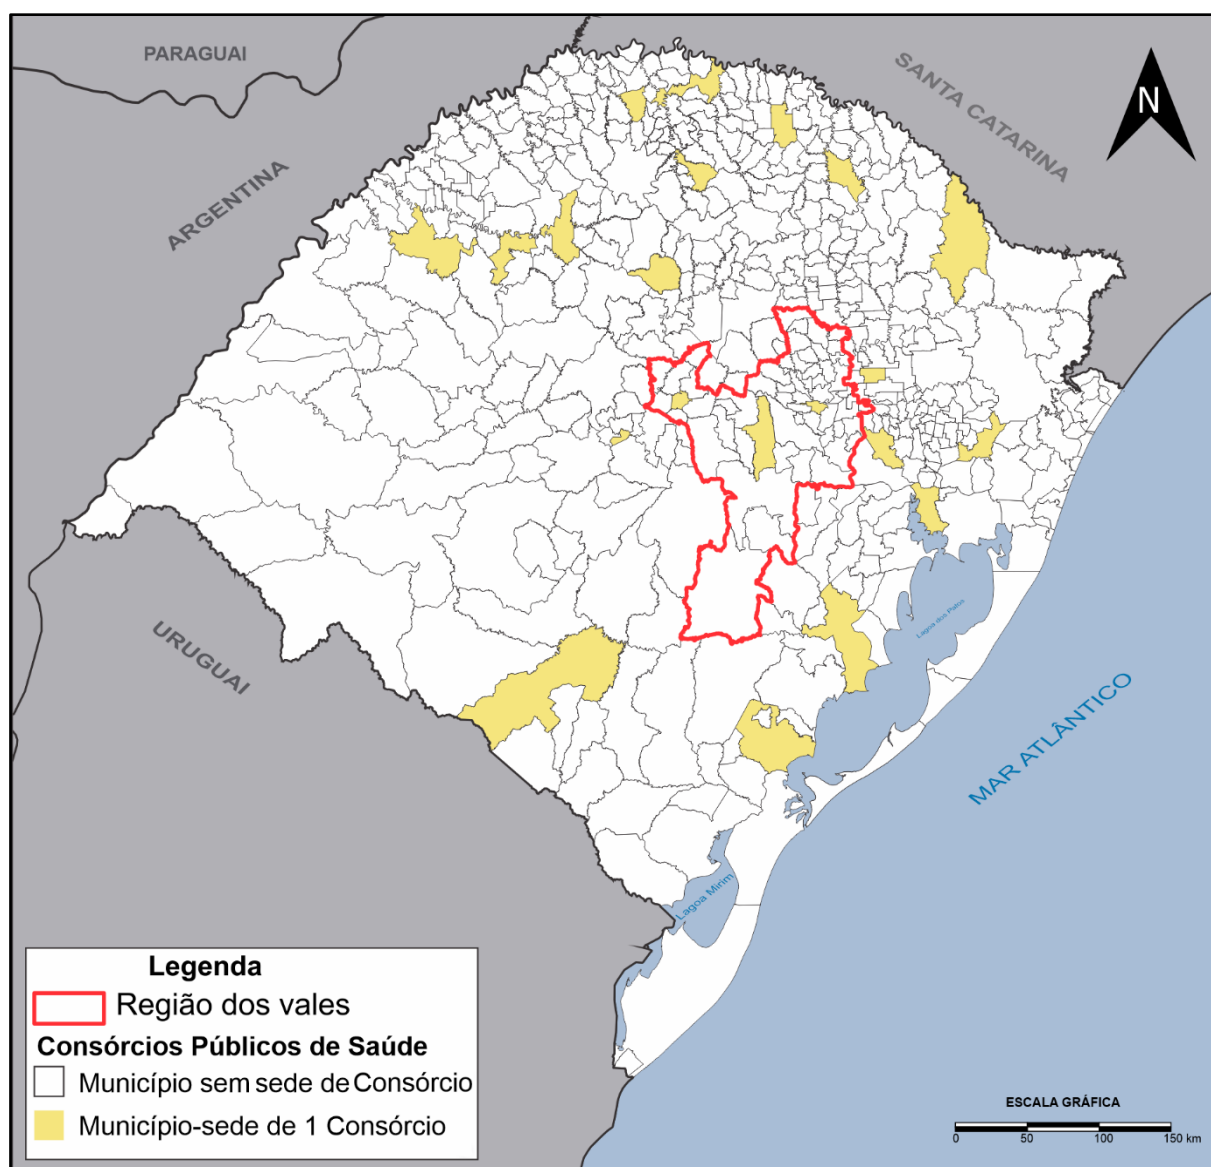 PARAGUAI
SANTA CATARINA
N
ARGENTINA
URUGUAI
Lagoa dos Patos
MAR ATLÂNTICO
Lagoa Mirim
Legenda
Região dos vales
Consórcios Públicos de Saúde
Município sem sede de Consórcio
Município-sede de 1 Consórcio
ESCALA GRÁFICA
0 50 100 150 km